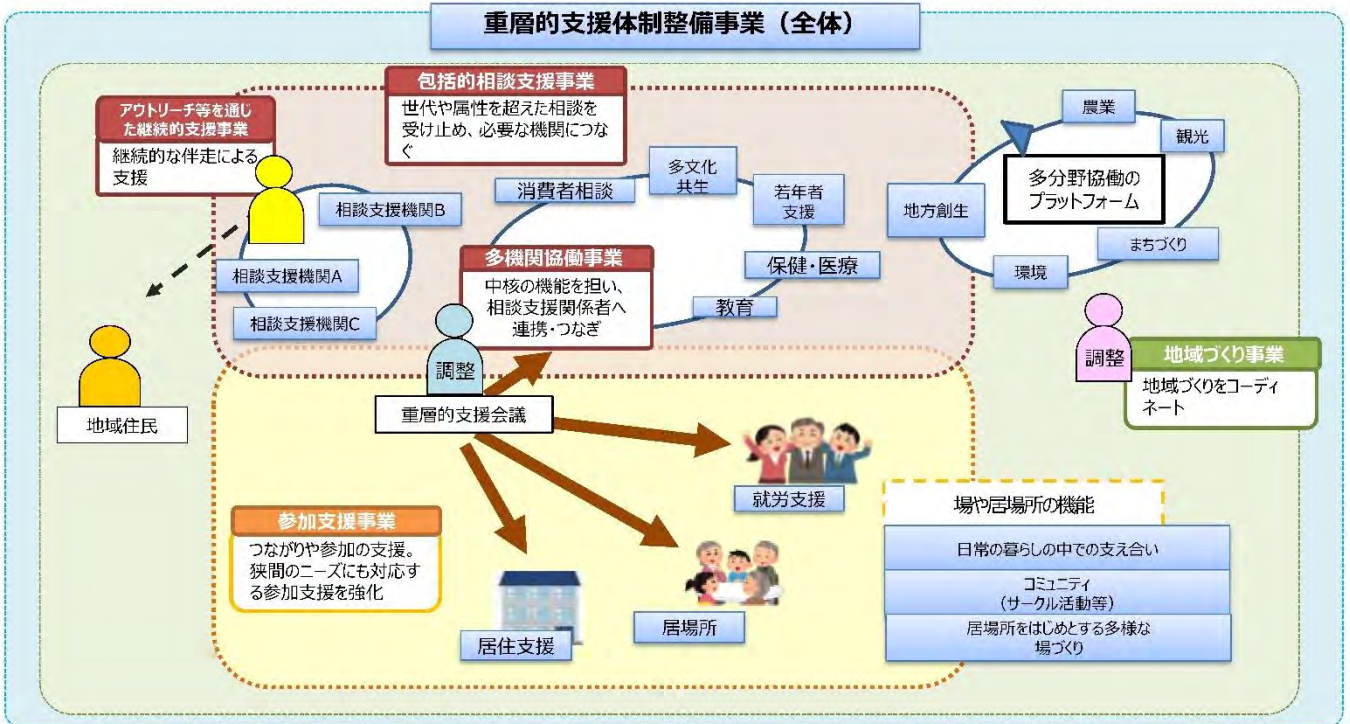 重層的支援体制整備事業（全体）
包括的相談支援事業
世代や属性を超えた相談を
受け止め、必要な機関につな
ぐ
アウトリーチ等を通じ
た継続的支援事業
継続的な伴走による
支援
相談支援機関B
相談支援機関A
相談支援機関C
消費者相談
多文化
共生
若年者
支援
保健・医療
教育
多機関協働事業
中核の機能を担い、
相談支援関係者へ
連携・つなぎ
農業
観光
多分野協働の
プラットフォーム
地方創生
まちづくり
環境
調整
地域づくり事業
地域づくりをコーディ
ネート
地域住民
調整
重層的支援会議
就労支援
参加支援事業
つながりや参加の支援。
狭間のニーズにも対応す
る参加支援を強化
居住支援
居場所
場や居場所の機能
日常の暮らしの中での支え合い
コミュニティ
（サークル活動等）
居場所をはじめとする多様な
場づくり